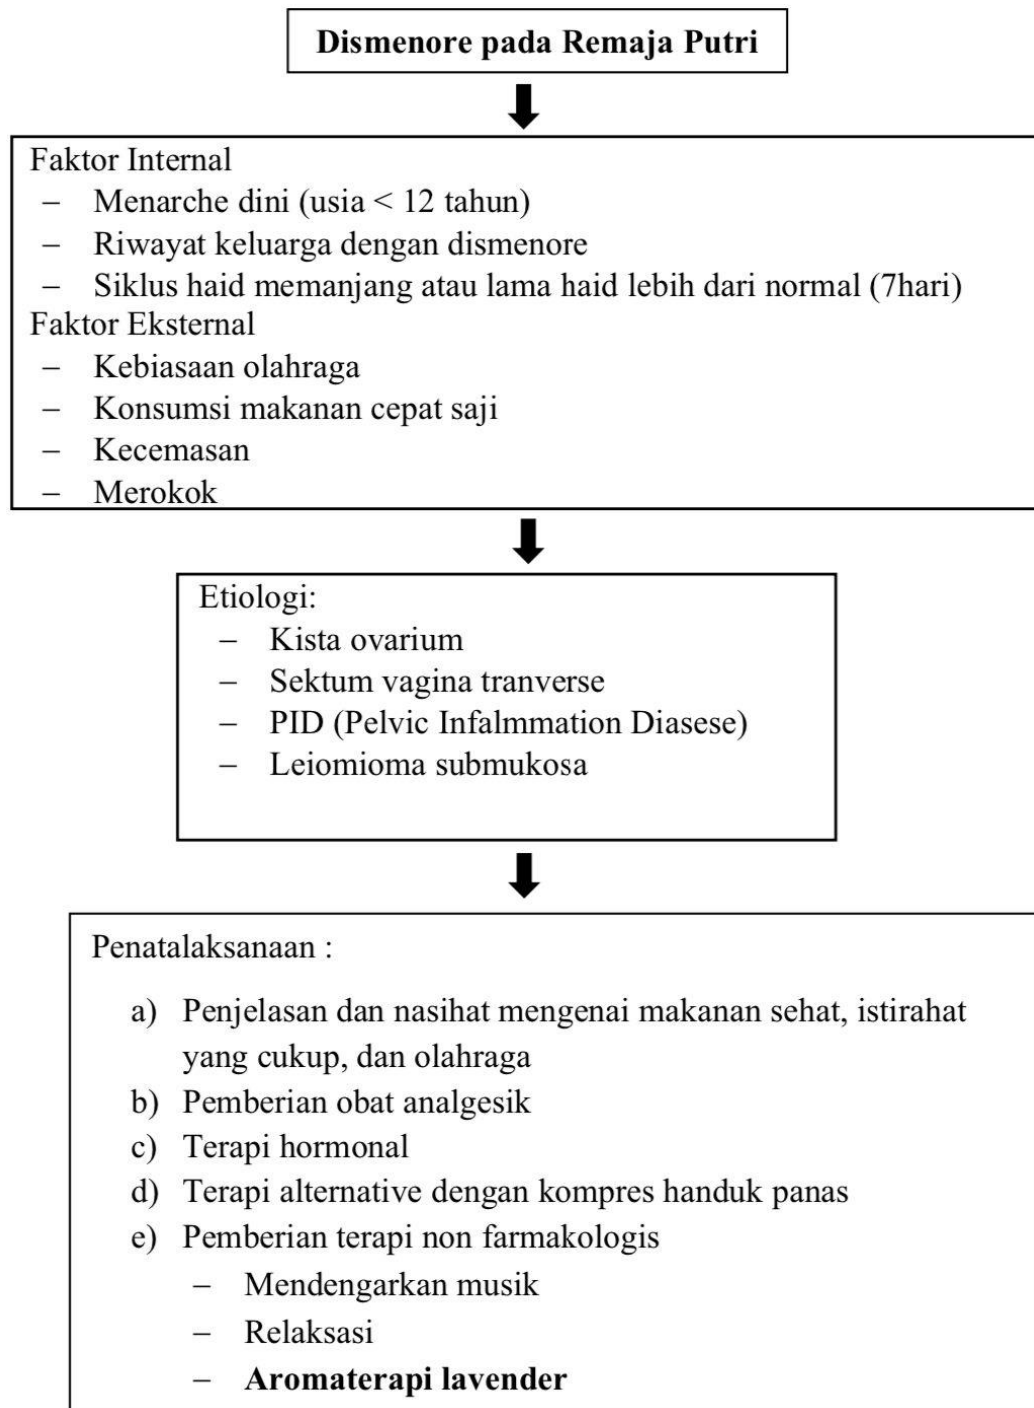 Dismenore pada Remaja Putri
Faktor Internal
– Menarche dini (usia < 12 tahun)
– Riwayat keluarga dengan dismenore
– Siklus haid memanjang atau lama haid lebih dari normal (7hari)
Faktor Eksternal
– Kebiasaan olahraga
– Konsumsi makanan cepat saji
– Kecemasan
– Merokok
Etiologi:
– Kista ovarium
– Sektum vagina tranverse
– PID (Pelvic Infalmmation Diasese)
– Leiomioma submukosa
Penatalaksanaan :
a) Penjelasan dan nasihat mengenai makanan sehat, istirahat
yang cukup, dan olahraga
b) Pemberian obat analgesik
c) Terapi hormonal
d) Terapi alternative dengan kompres handuk panas
e) Pemberian terapi non farmakologis
– Mendengarkan musik
– Relaksasi
– Aromaterapi lavender